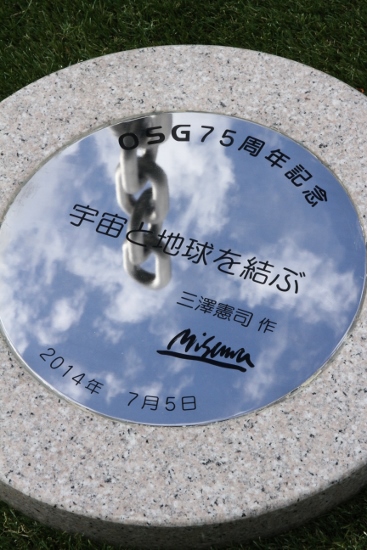 OSG75周年記念
宇宙と地球を結ぶ
三澤憲司 作
Misawa
2014年 7月5日